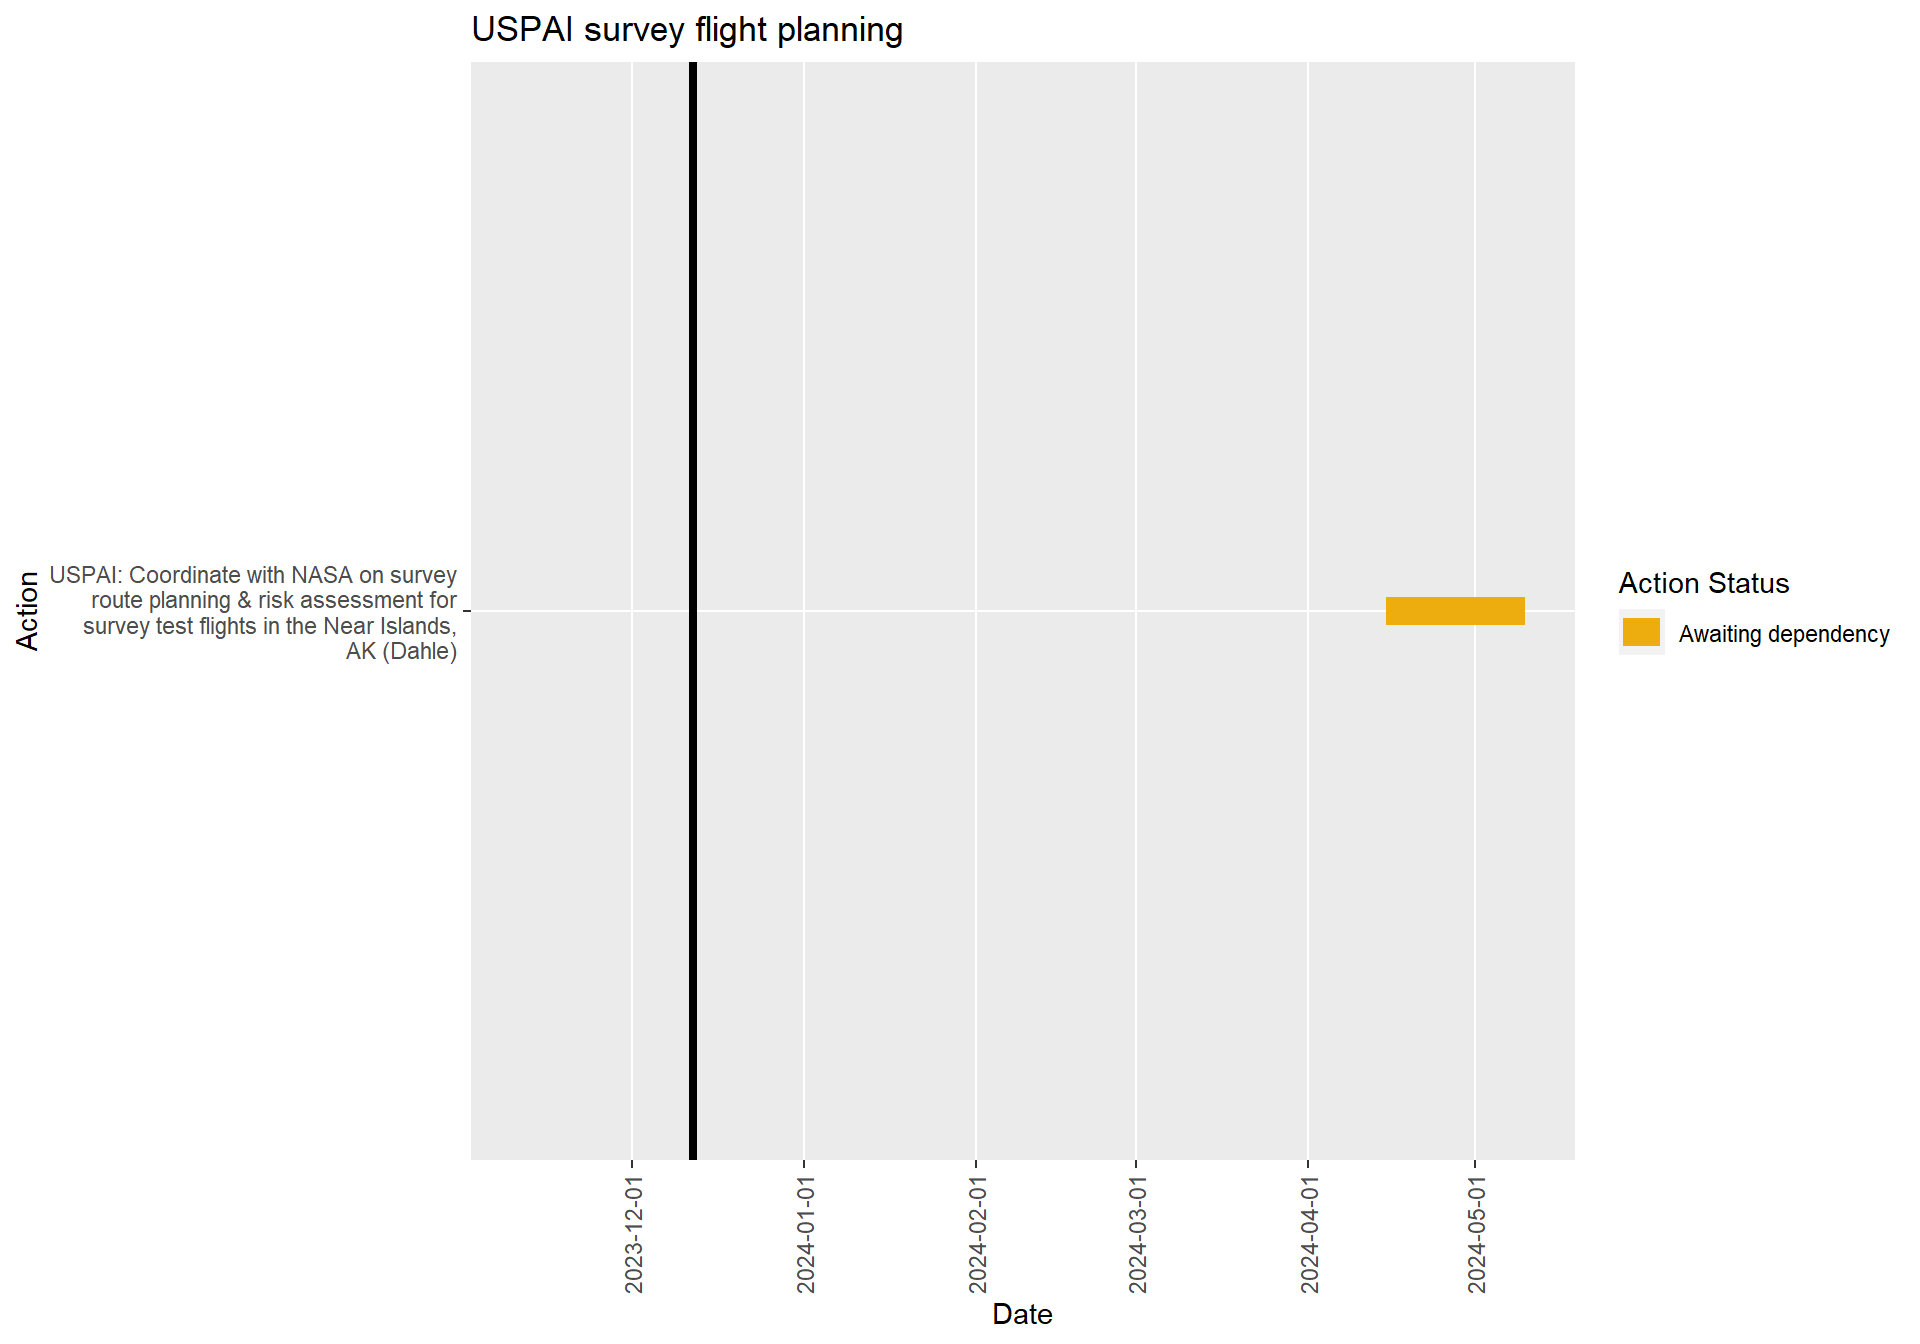 USPAI survey flight planning
Action
USPAI: Coordinate with NASA on survey
route planning & risk assessment for
survey test flights in the Near Islands,
AK (Dahle)
Action Status
Awaiting dependency
2023-12-01
2024-01-01
2024-02-01
2024-03-01
2024-04-01
2024-05-01
Date